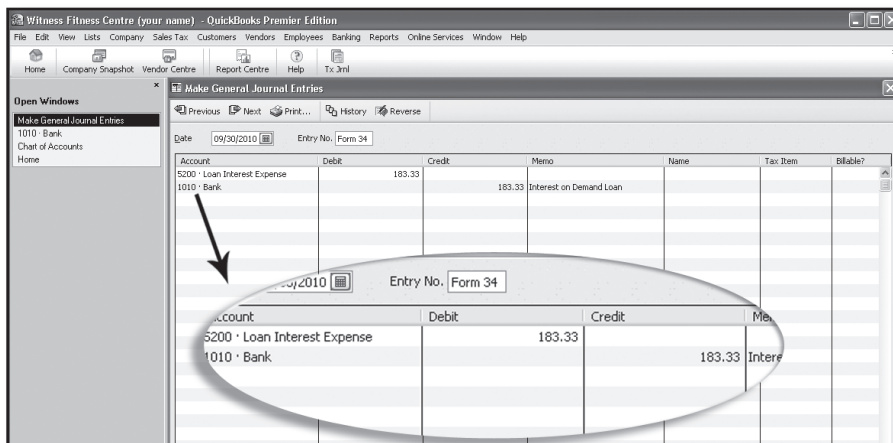 Witness Fitness Centre (your name) - QuickBooks Premier Edition
File Edit View Lists Company Sales Tax Customers Vendors Employees Banking Reports Online Services Window Help
Home Company Snapshot Vendor Centre Report Centre Help Tx Jrnl
Open Windows
Make General Journal Entries
1010 · Bank
Chart of Accounts
Home
Make General Journal Entries
Previous Next Print... History Reverse
Date 09/30/2010 Entry No. Form 34
Account Debit Credit Memo Name Tax Item Billable?
5200 · Loan Interest Expense 183.33
1010 · Bank 183.33 Interest on Demand Loan
/2010 Entry No. Form 34
ccount Debit Credit Me
5200 · Loan Interest Expense 183.33
1010 · Bank 183.33 Intere